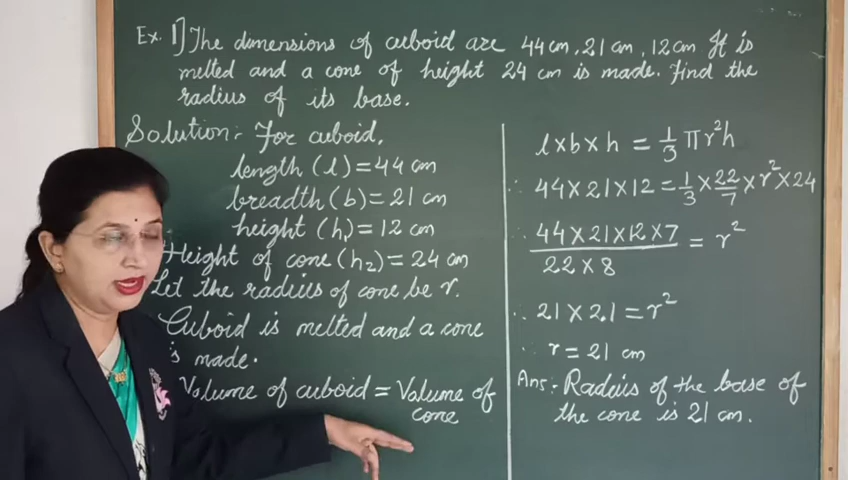 Ex. 1] The dimensions of cuboid are 44 cm, 21 cm, 12 cm It is
melted and a cone of height 24 cm is made. Find the
radius of its base.
Solution:- For cuboid,
length (l) = 44 cm
breadth (b) = 21 cm
height (h₁) = 12 cm
Height of cone (h₂) = 24 cm
Let the radius of cone be r.
Cuboid is melted and a cone
is made.
Volume of cuboid = Volume of
cone
l×b×h = 1/3 πr²h
∴ 44×21×12 = 1/3 × 22/7 × r² × 24
∴ 44×21×12×7 / 22×8 = r²
∴ 21×21 = r²
∴ r = 21 cm
Ans:- Radius of the base of
the cone is 21 cm.